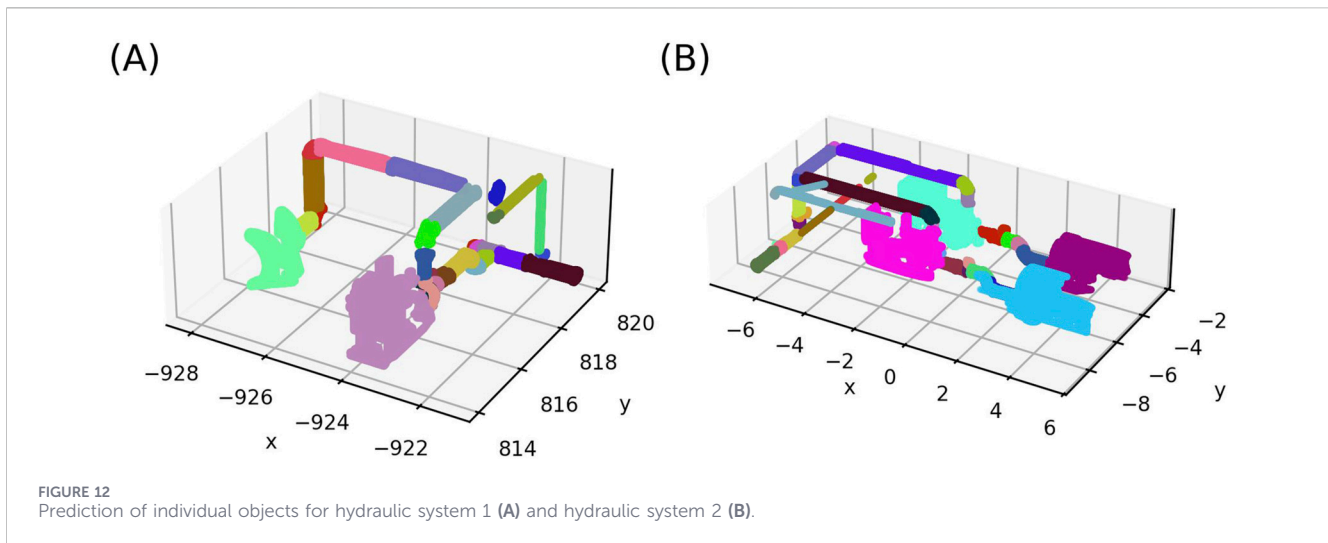 (A)
(B)
−928
−926
−924
−922
x
814
816
818
820
y
−6
−4
−2
0
2
4
6
x
−8
−6
−4
−2
y
FIGURE 12
Prediction of individual objects for hydraulic system 1 (A) and hydraulic system 2 (B).